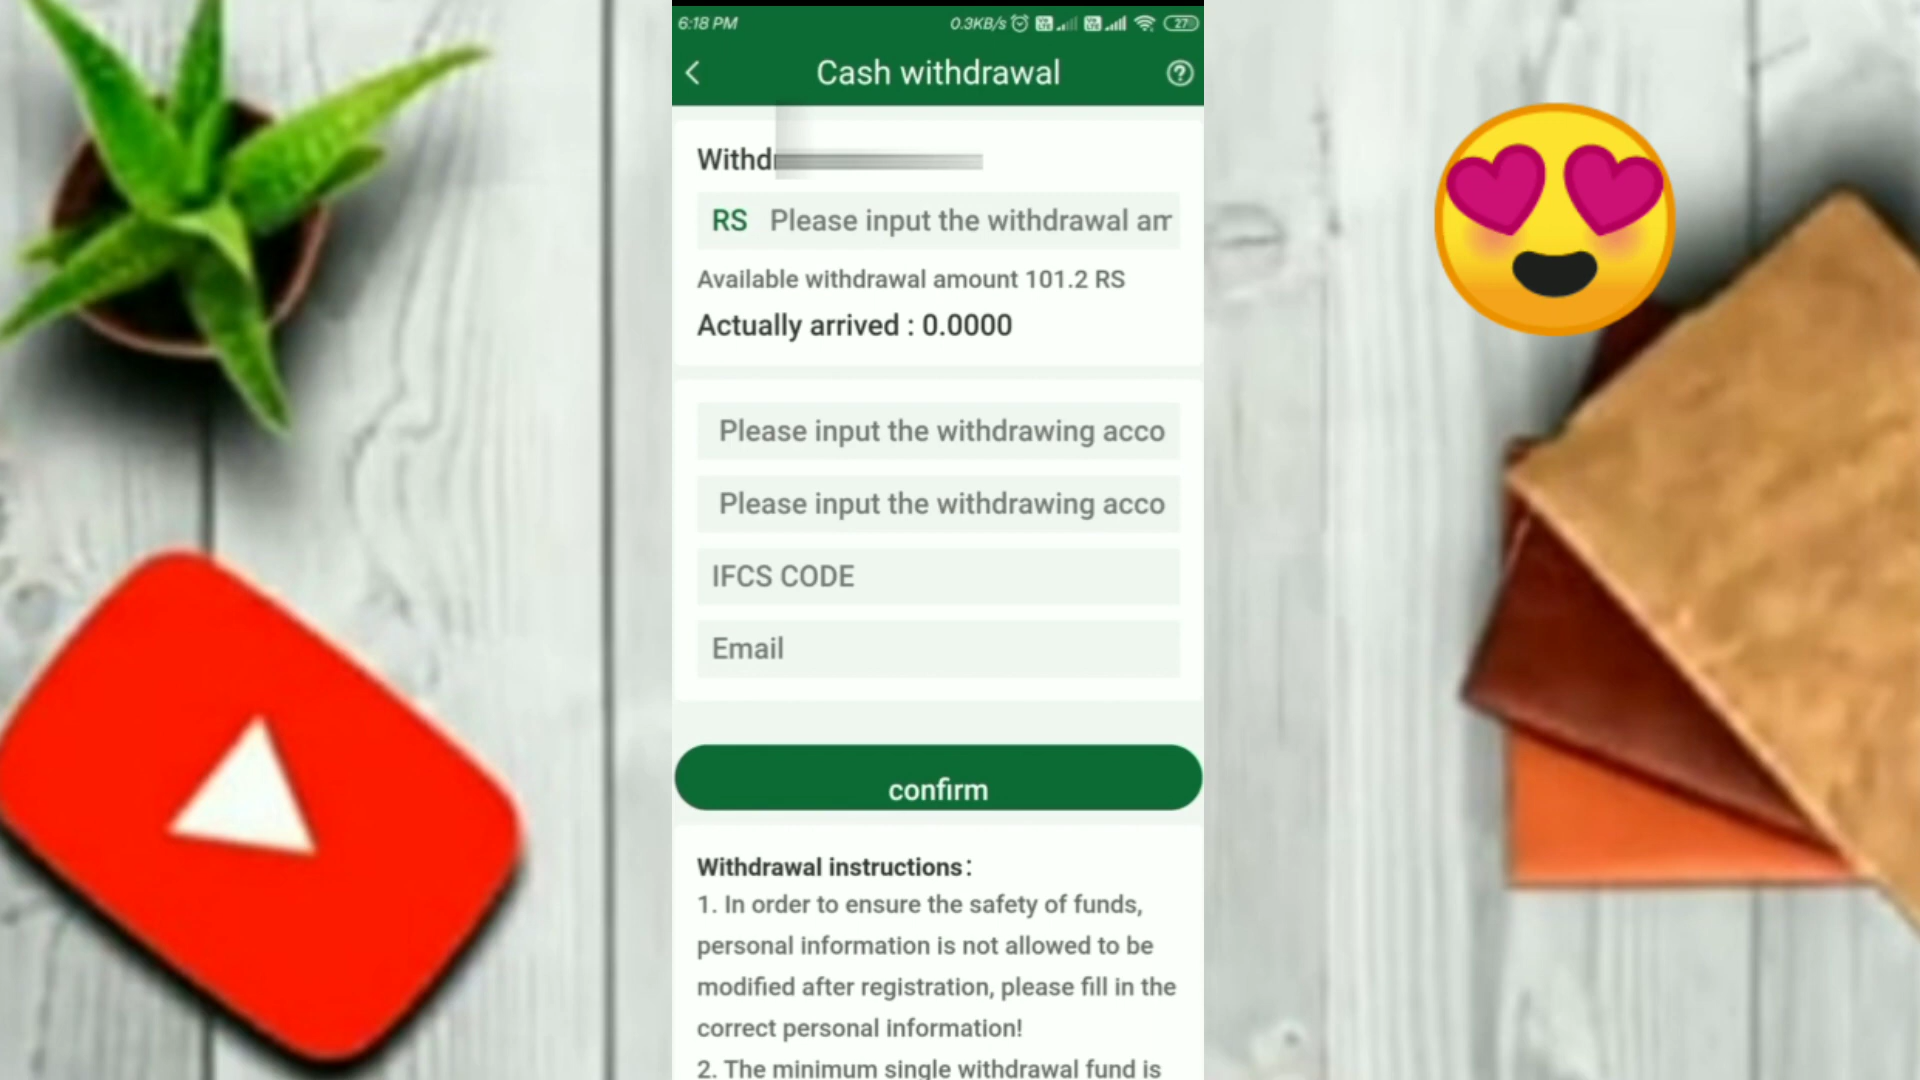 6:18 PM 0.3KB/s 27
Cash withdrawal
RS Please input the withdrawal am
Available withdrawal amount 101.2 RS
Actually arrived : 0.0000
Please input the withdrawing acco
Please input the withdrawing acco
IFCS CODE
Email
confirm
Withdrawal instructions:
1. In order to ensure the safety of funds,
personal information is not allowed to be
modified after registration, please fill in the
correct personal information!
2. The minimum single withdrawal fund is